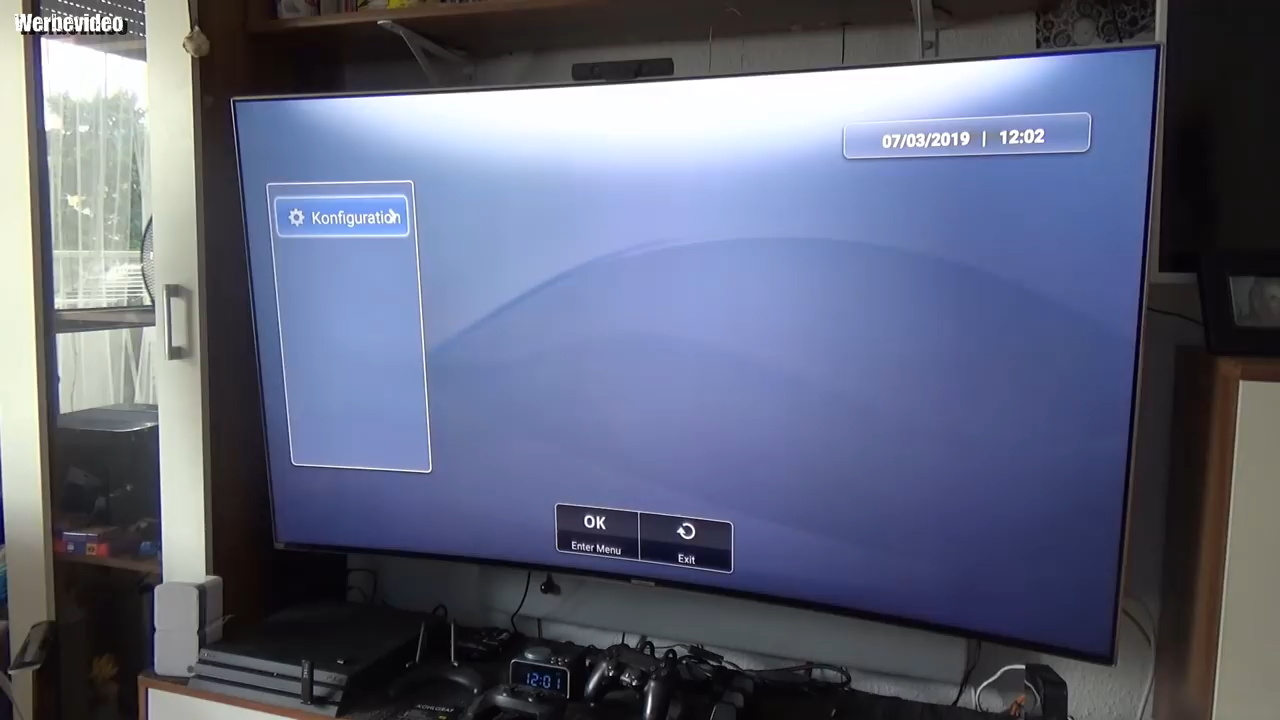 Werbevideo
07/03/2019 | 12:02
Konfiguration
OK
Enter Menu
Exit
12:01